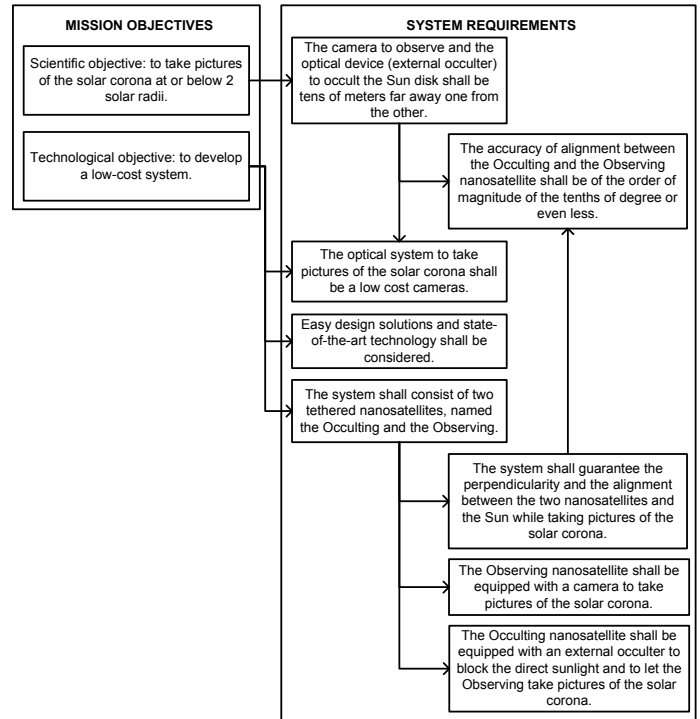 MISSION OBJECTIVES
Scientific objective: to take pictures
of the solar corona at or below 2
solar radii.
Technological objective: to develop
a low-cost system.
SYSTEM REQUIREMENTS
The camera to observe and the
optical device (external occulter)
to occult the Sun disk shall be
tens of meters far away one from
the other.
The accuracy of alignment between
the Occulting and the Observing
nanosatellite shall be of the order of
magnitude of the tenths of degree or
even less.
The optical system to take
pictures of the solar corona shall
be a low cost cameras.
Easy design solutions and state-
of-the-art technology shall be
considered.
The system shall consist of two
tethered nanosatellites, named
the Occulting and the Observing.
The system shall guarantee the
perpendicularity and the alignment
between the two nanosatellites and
the Sun while taking pictures of the
solar corona.
The Observing nanosatellite shall be
equipped with a camera to take
pictures of the solar corona.
The Occulting nanosatellite shall be
equipped with an external occulter to
block the direct sunlight and to let the
Observing take pictures of the solar
corona.